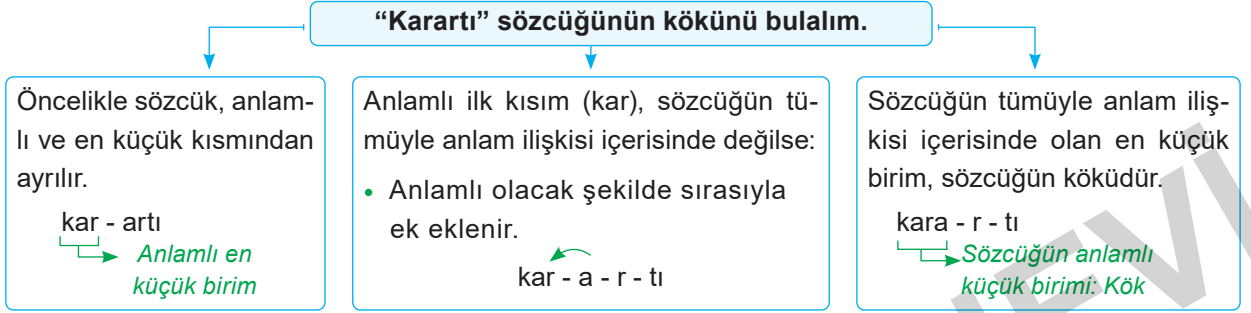 “Karartı” sözcüğünün kökünü bulalım.
Öncelikle sözcük, anlam-
lı ve en küçük kısmından
ayrılır.
kar - artı
Anlamlı en
küçük birim
Anlamlı ilk kısım (kar), sözcüğün tü-
müyle anlam ilişkisi içerisinde değilse:
• Anlamlı olacak şekilde sırasıyla
ek eklenir.
kar - a - r - tı
Sözcüğün tümüyle anlam iliş-
kisi içerisinde olan en küçük
birim, sözcüğün köküdür.
kara - r - tı
Sözcüğün anlamlı
küçük birimi: Kök